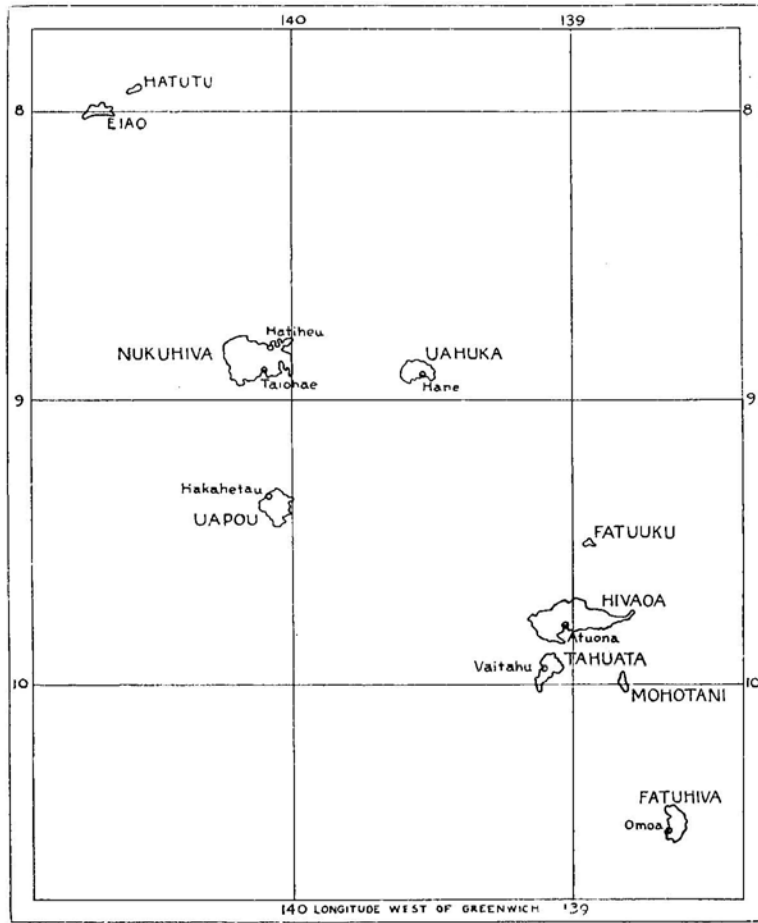 140 139
HATUTU
8 8
EIAO
Hatiheu
NUKUHIVA UAHUKA
Taiohae Hane
9 9
Hakahetau
UAPOU
FATUUKU
HIVAOA
Atuona
Vaitahu TAHUATA
10 10
MOHOTANI
FATUHIVA
Omoa
140 LONGITUDE WEST OF GREENWICH 139